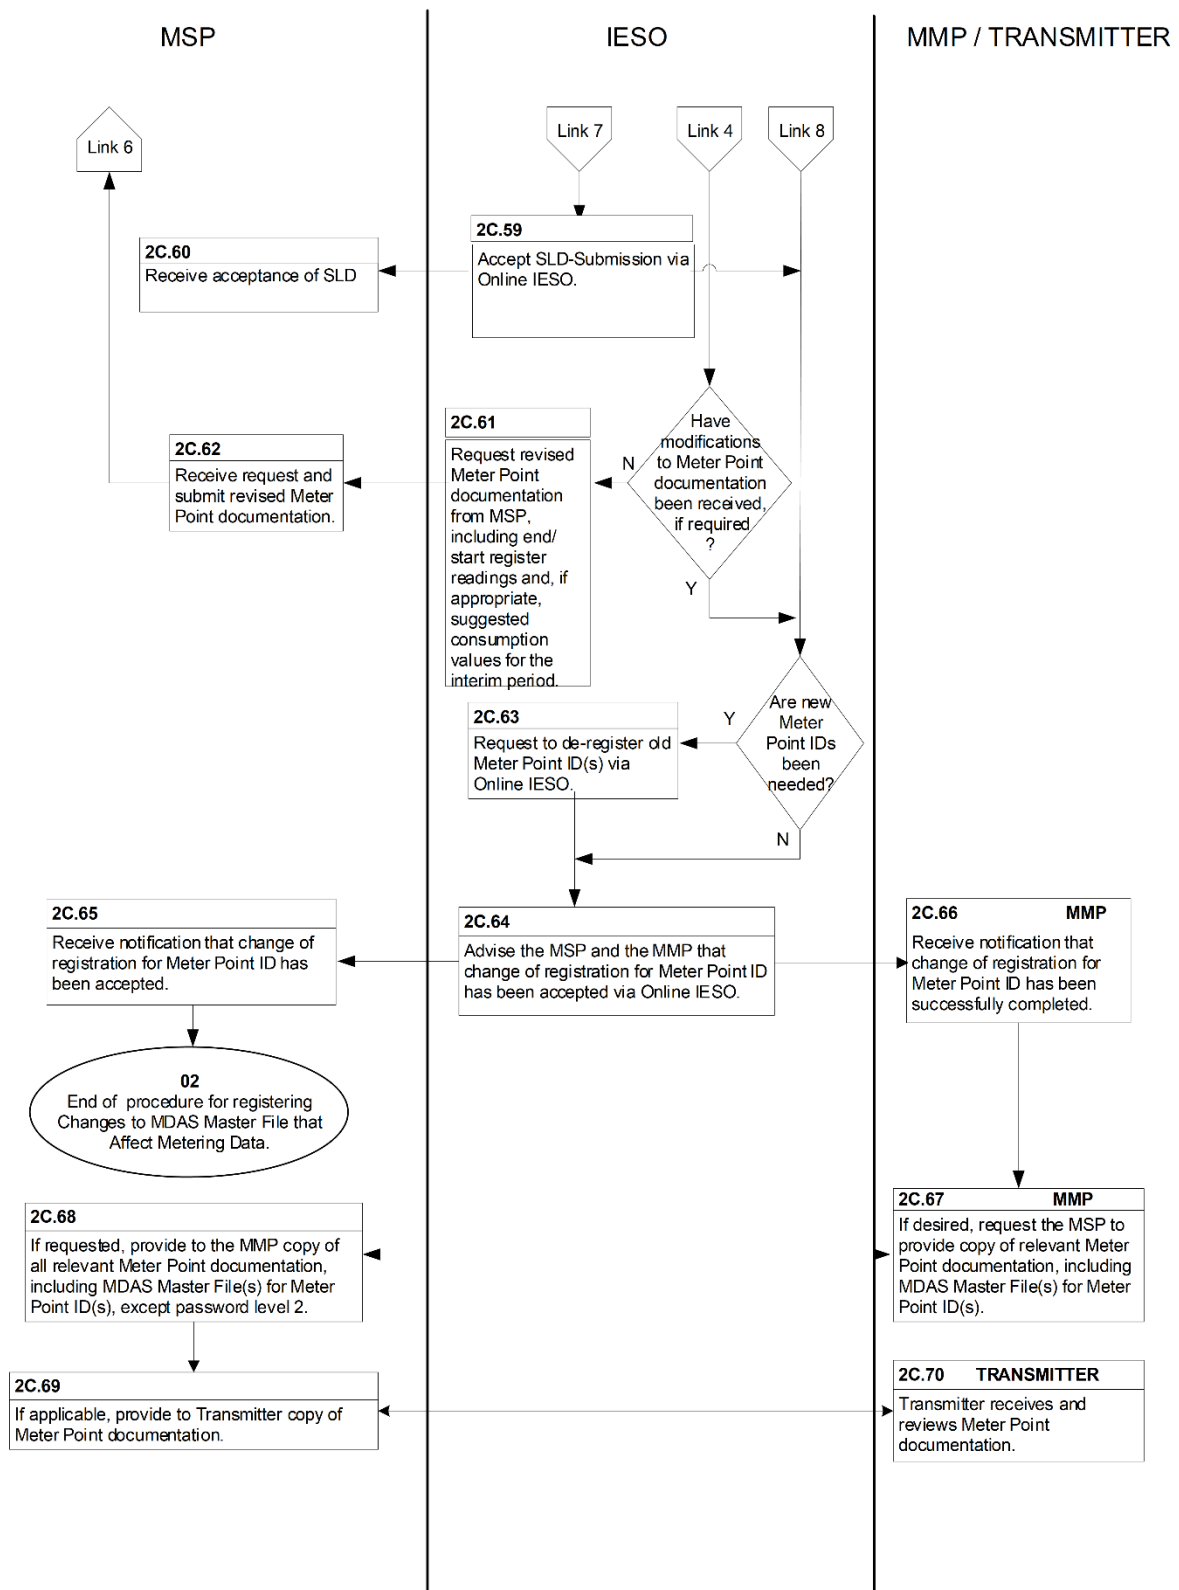 MSP
IESO
MMP / TRANSMITTER
Link 6
Link 7
Link 4
Link 8
2C.59
Accept SLD-Submission via
Online IESO.
2C.60
Receive acceptance of SLD
Have
modifications
to Meter Point
documentation
been received,
if required
?
N
Y
2C.61
Request revised
Meter Point
documentation
from MSP,
including end/
start register
readings and, if
appropriate,
suggested
consumption
values for the
interim period.
2C.62
Receive request and
submit revised Meter
Point documentation.
Are new
Meter
Point IDs
been
needed?
Y
N
2C.63
Request to de-register old
Meter Point ID(s) via
Online IESO.
2C.64
Advise the MSP and the MMP that
change of registration for Meter Point ID
has been accepted via Online IESO.
2C.65
Receive notification that change of
registration for Meter Point ID has
been accepted.
2C.66 MMP
Receive notification that
change of registration for
Meter Point ID has been
successfully completed.
02
End of procedure for registering
Changes to MDAS Master File that
Affect Metering Data.
2C.67 MMP
If desired, request the MSP to
provide copy of relevant Meter
Point documentation, including
MDAS Master File(s) for Meter
Point ID(s).
2C.68
If requested, provide to the MMP copy of
all relevant Meter Point documentation,
including MDAS Master File(s) for Meter
Point ID(s), except password level 2.
2C.69
If applicable, provide to Transmitter copy of
Meter Point documentation.
2C.70 TRANSMITTER
Transmitter receives and
reviews Meter Point
documentation.